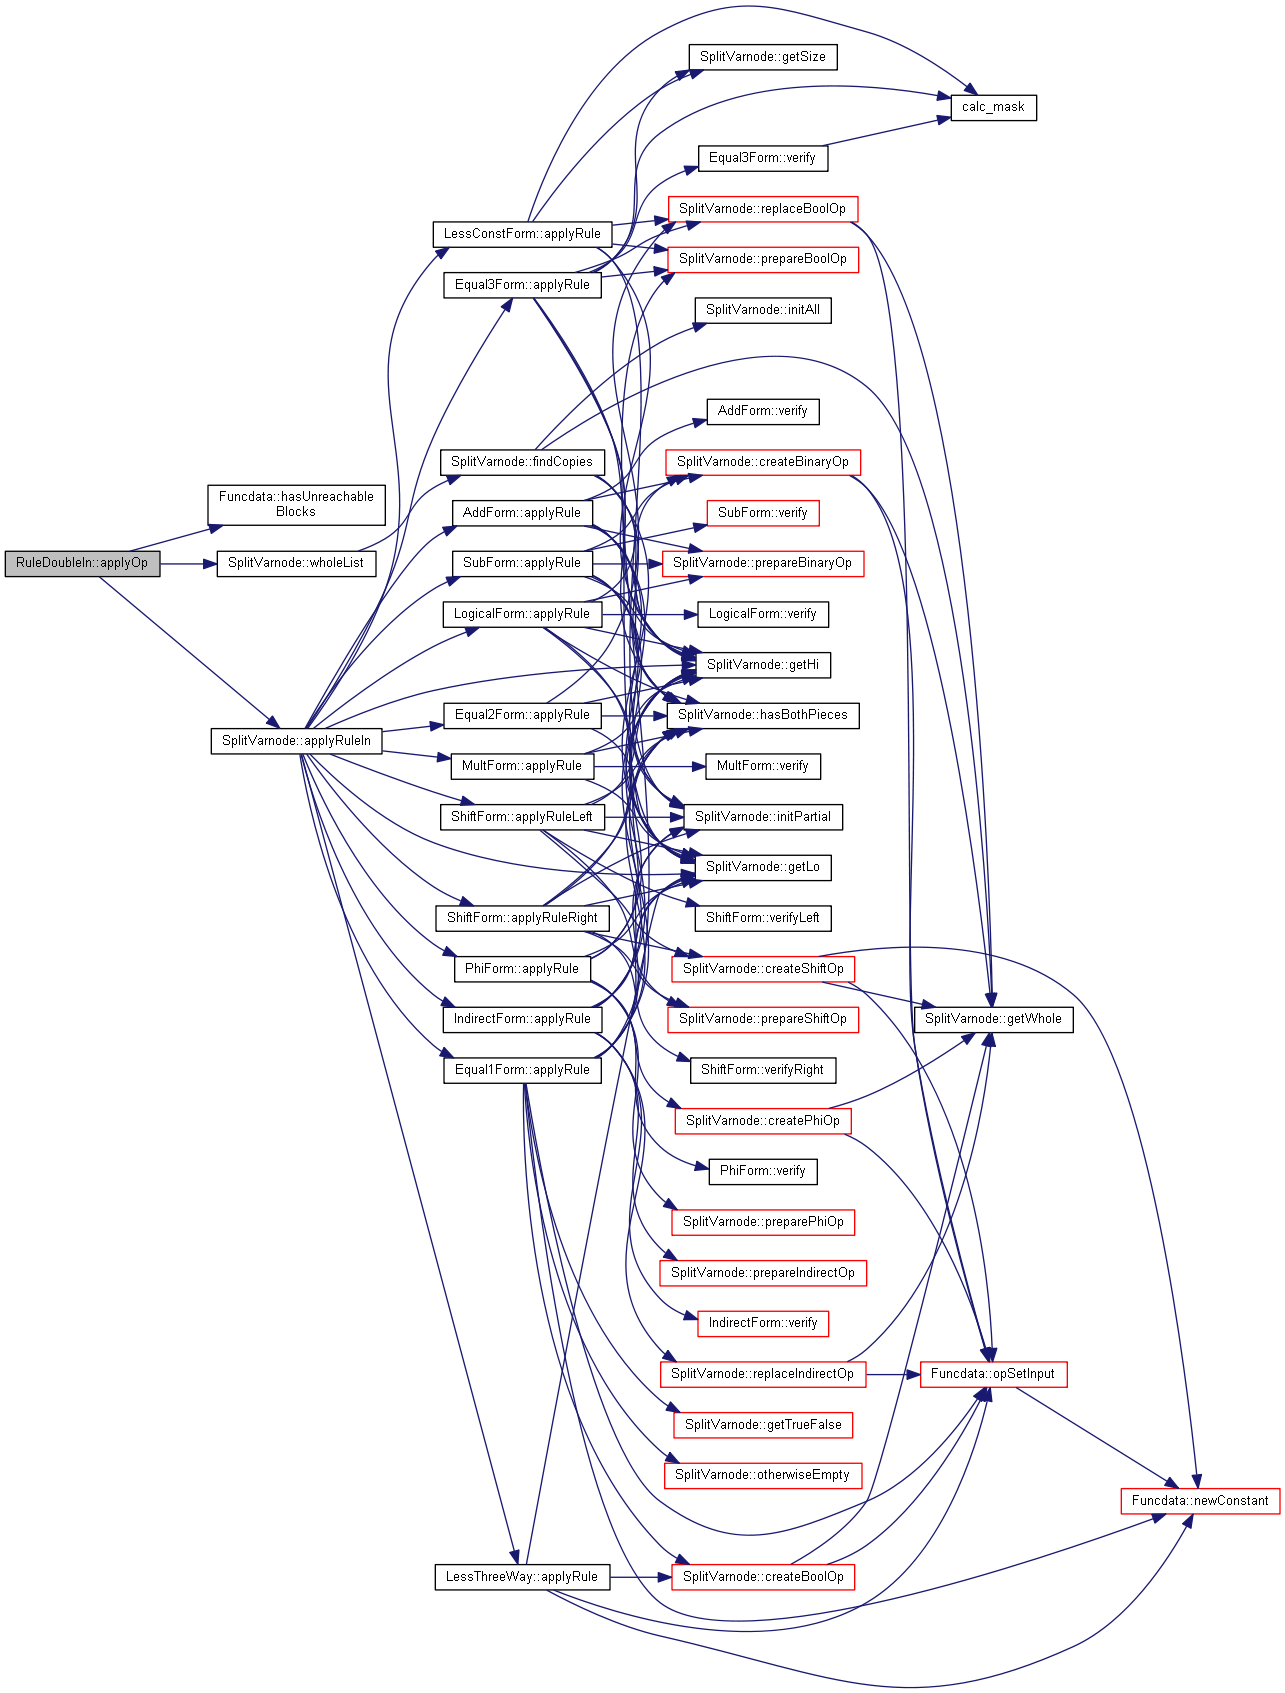 SplitVarnode::getSize
calc_mask
Equal3Form::verify
SplitVarnode::replaceBoolOp
LessConstForm::applyRule
SplitVarnode::prepareBoolOp
Equal3Form::applyRule
SplitVarnode::initAll
AddForm::verify
SplitVarnode::findCopies
SplitVarnode::createBinaryOp
Funcdata::hasUnreachable
Blocks
AddForm::applyRule
SubForm::verify
RuleDoubleIn::applyOp
SplitVarnode::wholeList
SubForm::applyRule
SplitVarnode::prepareBinaryOp
LogicalForm::applyRule
LogicalForm::verify
SplitVarnode::getHi
Equal2Form::applyRule
SplitVarnode::hasBothPieces
SplitVarnode::applyRuleIn
MultForm::applyRule
MultForm::verify
ShiftForm::applyRuleLeft
SplitVarnode::initPartial
SplitVarnode::getLo
ShiftForm::applyRuleRight
ShiftForm::verifyLeft
PhiForm::applyRule
SplitVarnode::createShiftOp
IndirectForm::applyRule
SplitVarnode::prepareShiftOp
SplitVarnode::getWhole
Equal1Form::applyRule
ShiftForm::verifyRight
SplitVarnode::createPhiOp
PhiForm::verify
SplitVarnode::preparePhiOp
SplitVarnode::prepareIndirectOp
IndirectForm::verify
SplitVarnode::replaceIndirectOp
Funcdata::opSetInput
SplitVarnode::getTrueFalse
SplitVarnode::otherwiseEmpty
Funcdata::newConstant
LessThreeWay::applyRule
SplitVarnode::createBoolOp